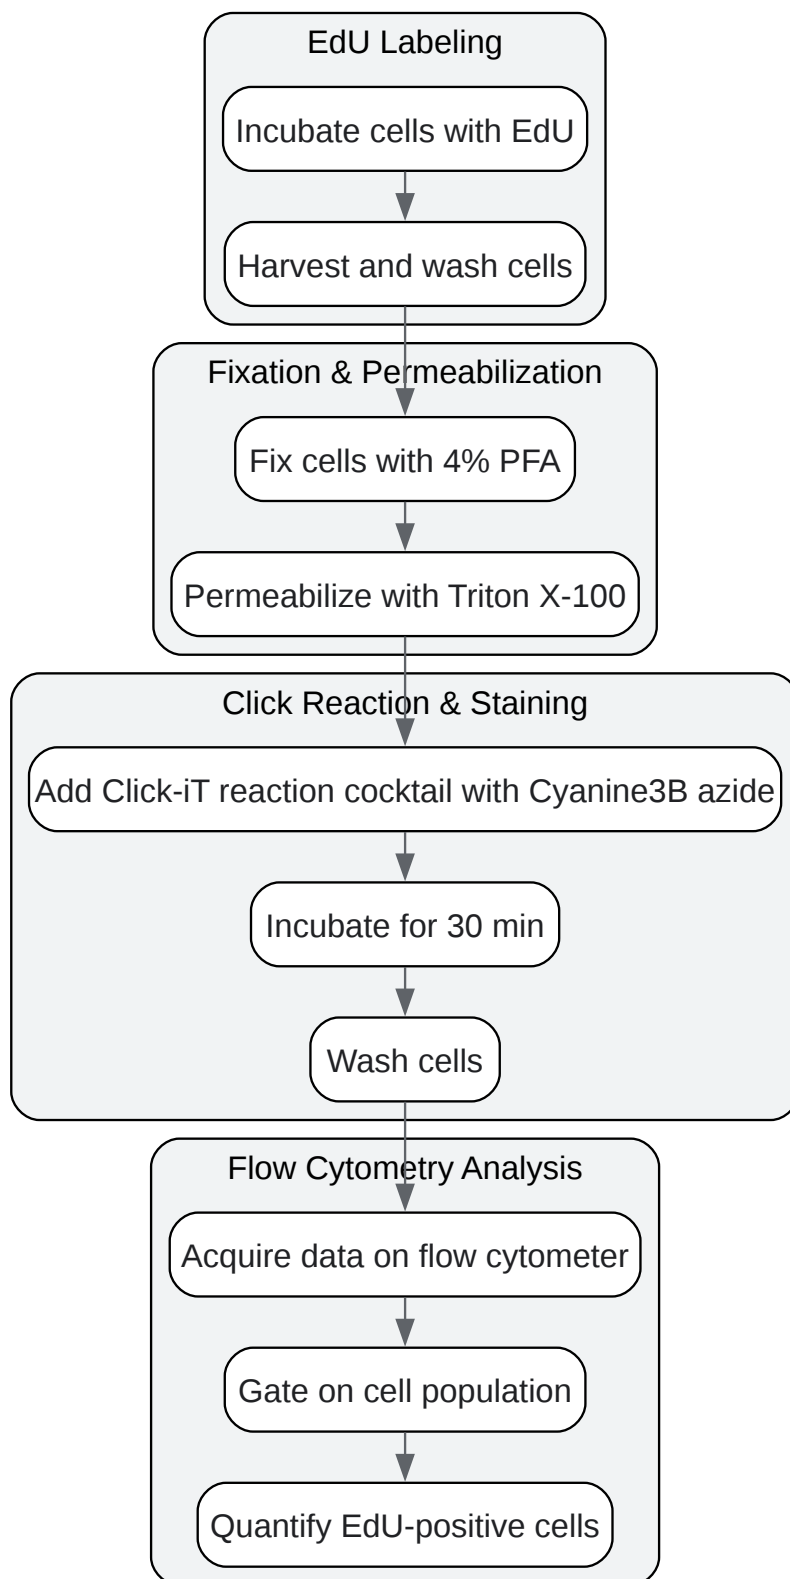 EdU Labeling
Incubate cells with EdU
Harvest and wash cells
Fixation & Permeabilization
Fix cells with 4% PFA
Permeabilize with Triton X-100
Click Reaction & Staining
Add Click-iT reaction cocktail with Cyanine3B azide
Incubate for 30 min
Wash cells
Flow Cytometry Analysis
Acquire data on flow cytometer
Gate on cell population
Quantify EdU-positive cells